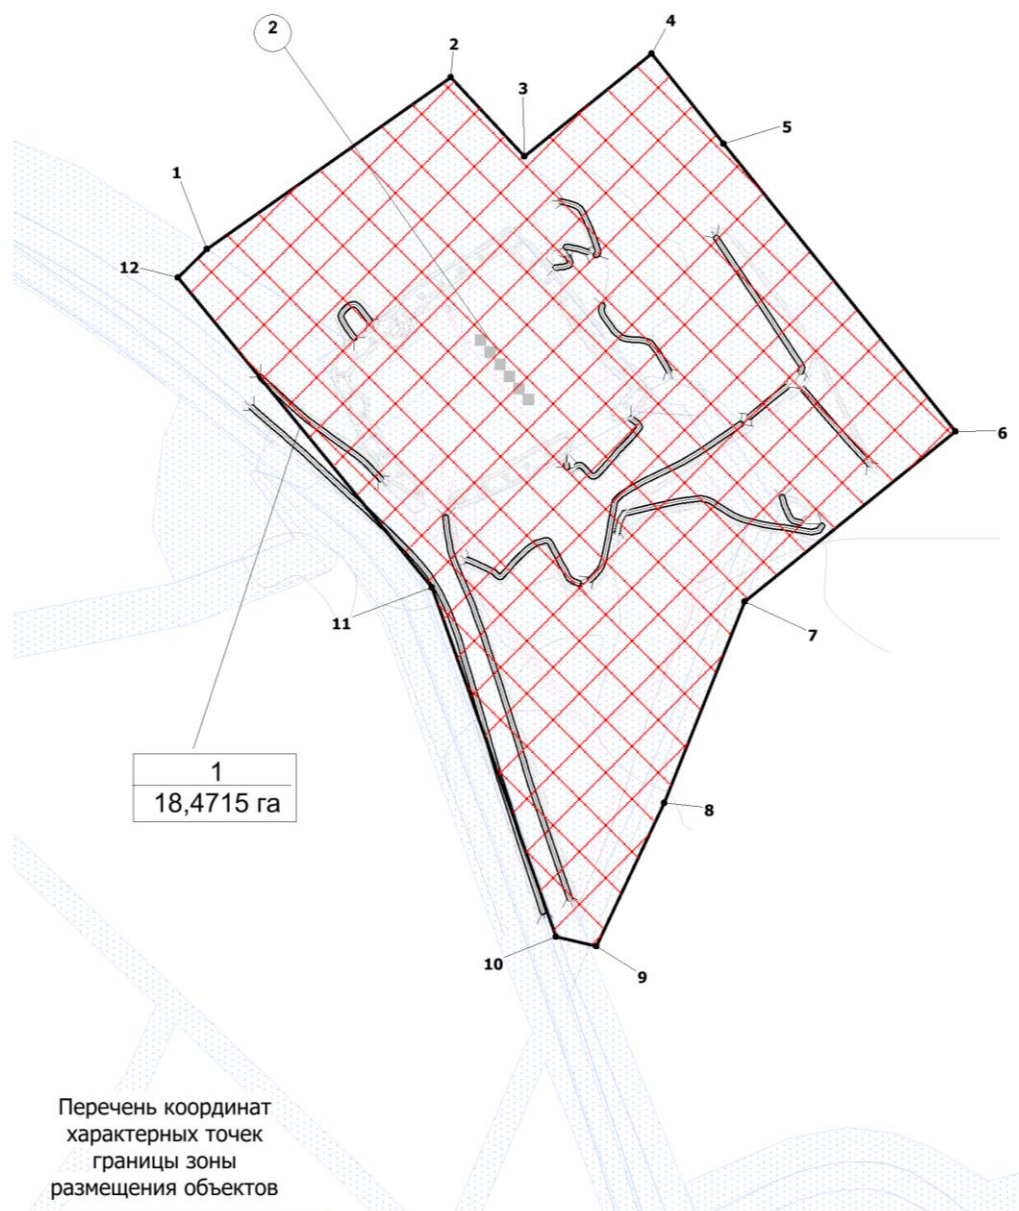 2
4
2
3
5
1
12
6
11
7
1
18,4715 га
8
10
9
Перечень координат
характерных точек
границы зоны
размещения объектов